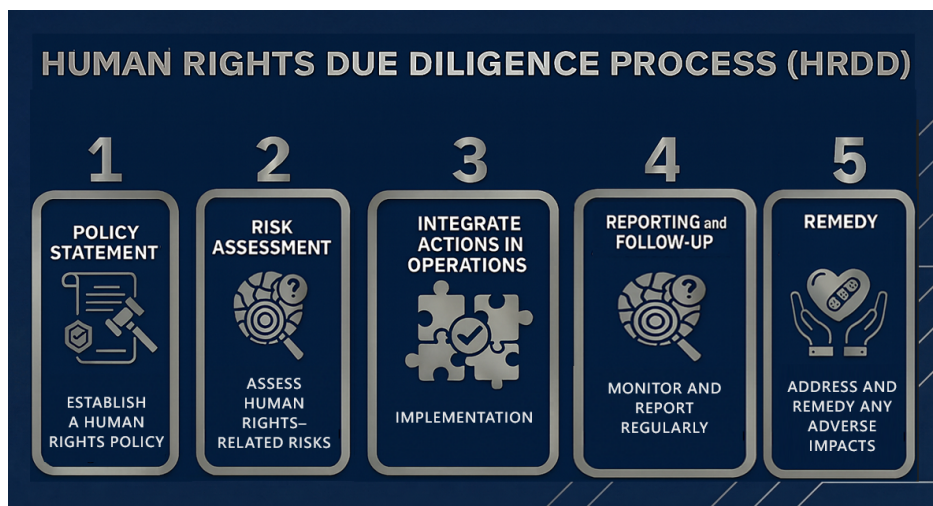 HUMAN RIGHTS DUE DILIGENCE PROCESS (HRDD)
1
POLICY
STATEMENT
ESTABLISH
A HUMAN
RIGHTS POLICY
2
RISK
ASSESSMENT
?
ASSESS
HUMAN
RIGHTS–
RELATED RISKS
3
INTEGRATE
ACTIONS IN
OPERATIONS
IMPLEMENTATION
4
REPORTING and
FOLLOW-UP
?
MONITOR AND
REPORT
REGULARLY
5
REMEDY
ADDRESS AND
REMEDY ANY
ADVERSE
IMPACTS